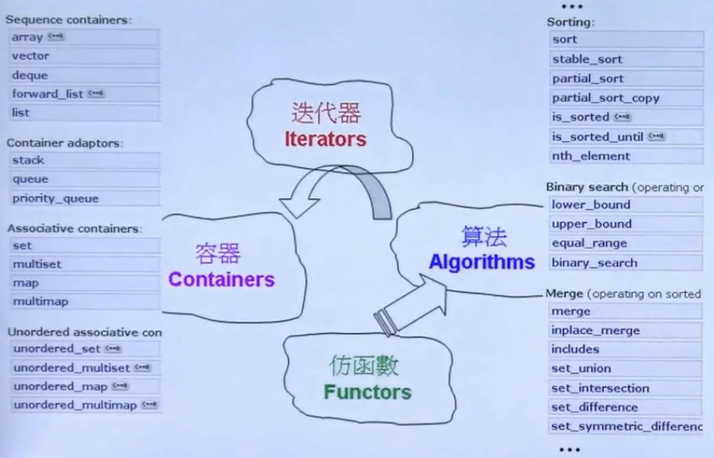 Sequence containers:
array C++11
vector
deque
forward_list C++11
list
Container adaptors:
stack
queue
priority_queue
Associative containers:
set
multiset
map
multimap
Unordered associative con
unordered_set C++11
unordered_multiset C++11
unordered_map C++11
unordered_multimap C++11
迭代器
Iterators
容器
Containers
算法
Algorithms
仿函數
Functors
•••
Sorting:
sort
stable_sort
partial_sort
partial_sort_copy
is_sorted C++11
is_sorted_until C++11
nth_element
Binary search (operating or
lower_bound
upper_bound
equal_range
binary_search
Merge (operating on sorted
merge
inplace_merge
includes
set_union
set_intersection
set_difference
set_symmetric_differenc
•••